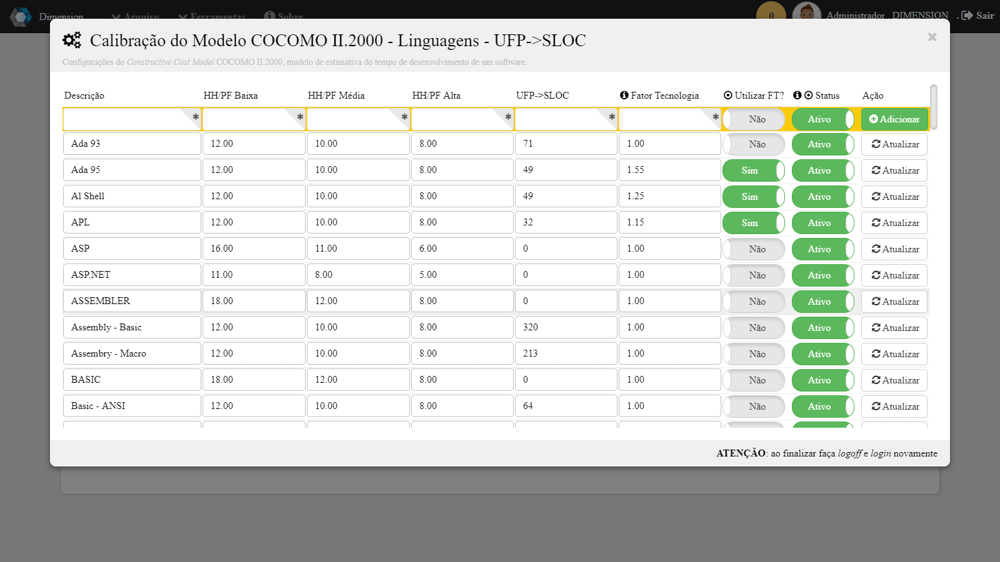 Dimension Arquivo Ferramentas Sobre 0 Administrador . DIMENSION . Sair
Calibração do Modelo COCOMO II.2000 - Linguagens - UFP->SLOC ×
Configurações do Constructive Cost Model COCOMO II.2000, modelo de estimativa do tempo de desenvolvimento de um software.
Descrição HH/PF Baixa HH/PF Média HH/PF Alta UFP->SLOC Fator Tecnologia Utilizar FT? Status Ação
* * * * * * Não Ativo Adicionar
Ada 93 12.00 10.00 8.00 71 1.00 Não Ativo Atualizar
Ada 95 12.00 10.00 8.00 49 1.55 Sim Ativo Atualizar
Al Shell 12.00 10.00 8.00 49 1.25 Sim Ativo Atualizar
APL 12.00 10.00 8.00 32 1.15 Sim Ativo Atualizar
ASP 16.00 11.00 6.00 0 1.00 Não Ativo Atualizar
ASP.NET 11.00 8.00 5.00 0 1.00 Não Ativo Atualizar
ASSEMBLER 18.00 12.00 8.00 0 1.00 Não Ativo Atualizar
Assembly - Basic 12.00 10.00 8.00 320 1.00 Não Ativo Atualizar
Assembry - Macro 12.00 10.00 8.00 213 1.00 Não Ativo Atualizar
BASIC 18.00 12.00 8.00 0 1.00 Não Ativo Atualizar
Basic - ANSI 12.00 10.00 8.00 64 1.00 Não Ativo Atualizar
ATENÇÃO: ao finalizar faça logoff e login novamente